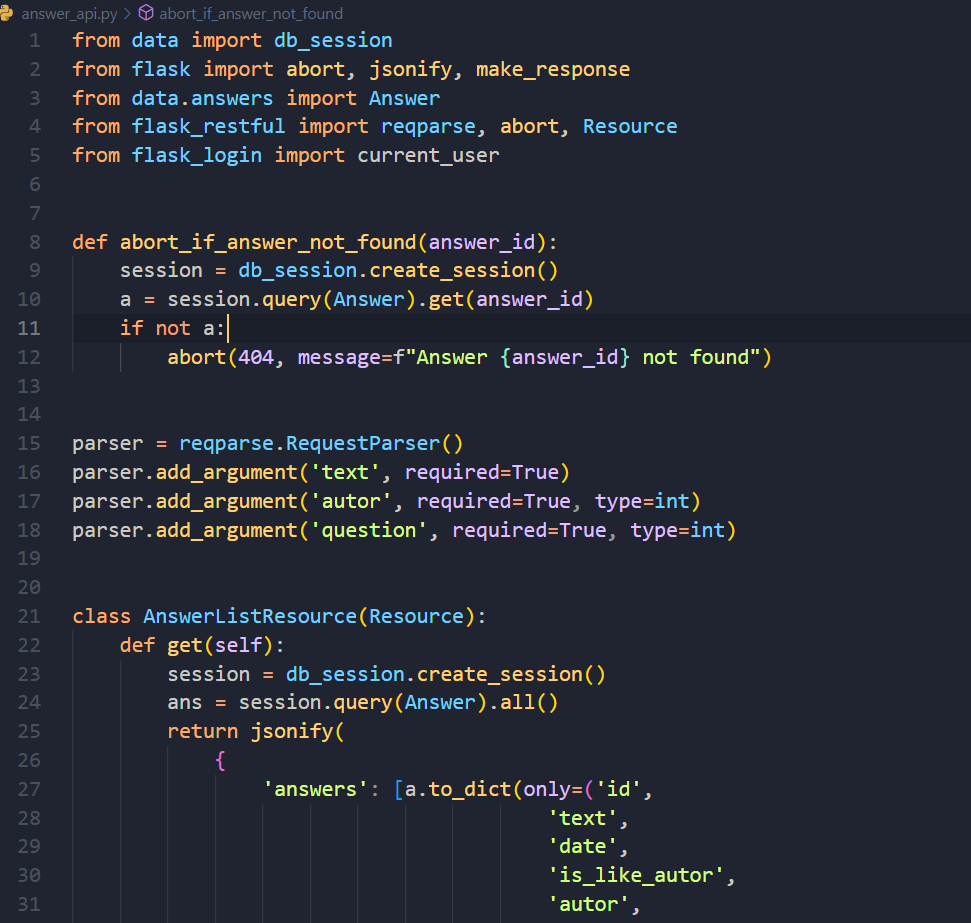 answer_api.py > abort_if_answer_not_found
1 from data import db_session
2 from flask import abort, jsonify, make_response
3 from data.answers import Answer
4 from flask_restful import reqparse, abort, Resource
5 from flask_login import current_user
6
7
8 def abort_if_answer_not_found(answer_id):
9     session = db_session.create_session()
10     a = session.query(Answer).get(answer_id)
11     if not a:
12         abort(404, message=f"Answer {answer_id} not found")
13
14
15 parser = reqparse.RequestParser()
16 parser.add_argument('text', required=True)
17 parser.add_argument('autor', required=True, type=int)
18 parser.add_argument('question', required=True, type=int)
19
20
21 class AnswerListResource(Resource):
22     def get(self):
23         session = db_session.create_session()
24         ans = session.query(Answer).all()
25         return jsonify(
26             {
27                 'answers': [a.to_dict(only=('id',
28                                         'text',
29                                         'date',
30                                         'is_like_autor',
31                                         'autor',